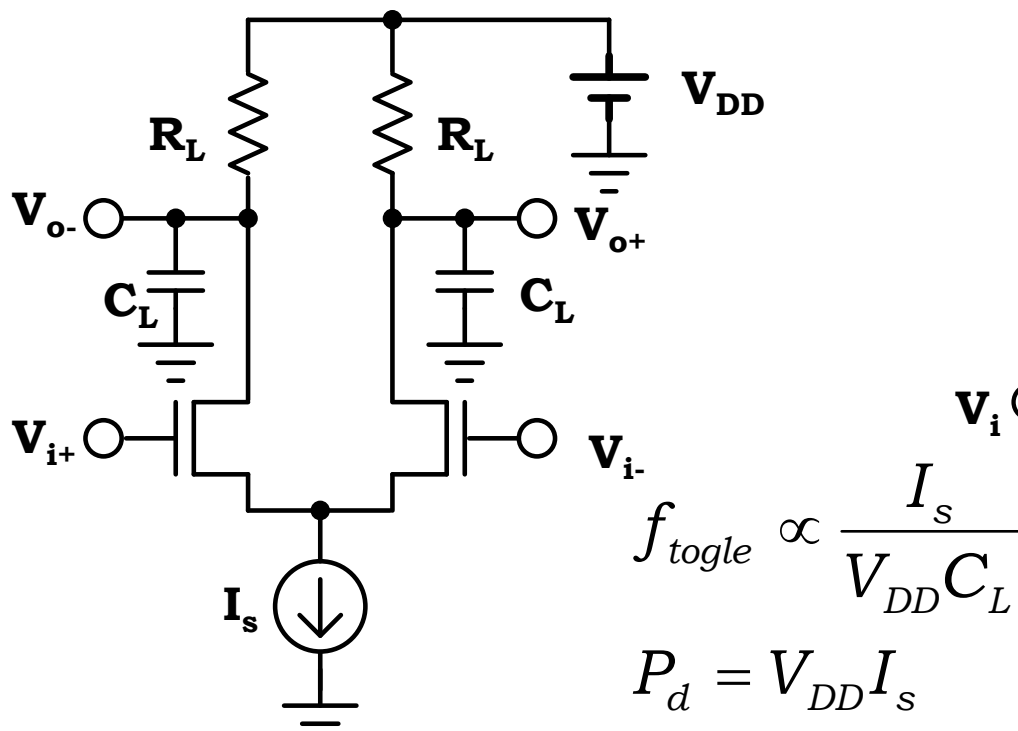 V_DD
R_L R_L
V_o- V_o+
C_L C_L
V_i+ V_i-
V_i
f_togle ∝ I_s / V_DD C_L
I_s
P_d = V_DD I_s